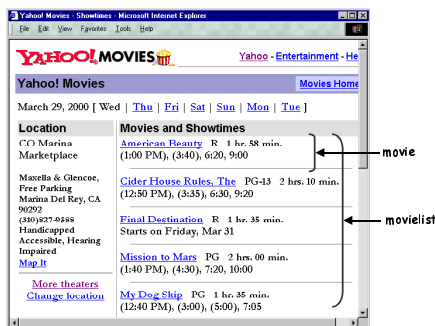 Yahoo! Movies - Showtimes - Microsoft Internet Explorer
File Edit View Favorites Tools Help
YAHOO! MOVIES Yahoo - Entertainment - He
Yahoo! Movies Movies Home
March 29, 2000 [ Wed | Thu | Fri | Sat | Sun | Mon | Tue ]
Location
CO Marina
Marketplace
Maxella & Glencoe,
Free Parking
Marina Del Rey, CA
90292
(310)827-9588
Handicapped
Accessible, Hearing
Impaired
Map It
More theaters
Change location
Movies and Showtimes
American Beauty R 1 hr. 58 min.
(1:00 PM), (3:40), 6:20, 9:00
Cider House Rules, The PG-13 2 hrs. 10 min.
(12:50 PM), (3:35), 6:30, 9:20
Final Destination R 1 hr. 35 min.
Starts on Friday, Mar 31
Mission to Mars PG 2 hrs. 00 min.
(1:40 PM), (4:30), 7:20, 10:00
My Dog Skip PG 1 hr. 35 min.
(12:40 PM), (3:00), (5:00), 7:05
movie
movielist